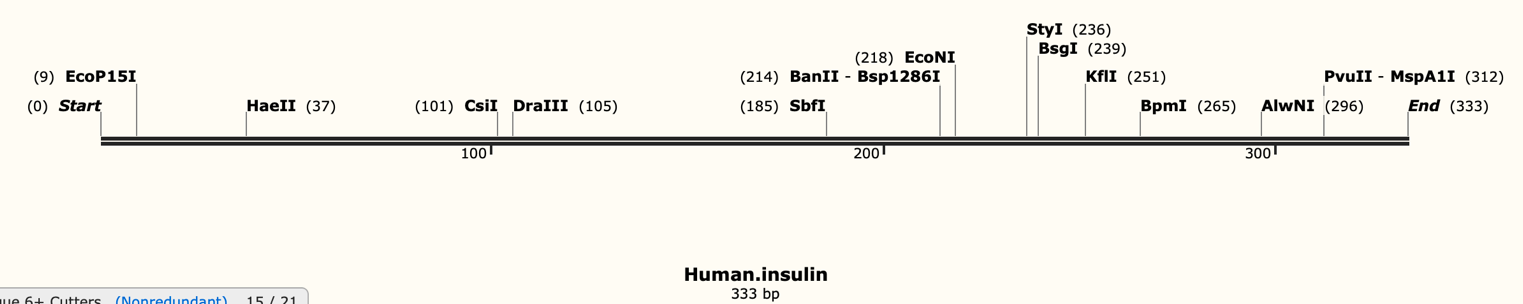 StyI (236)
BsgI (239)
(218) EcoNI
(9) EcoP15I
(214) BanII - Bsp1286I
KflI (251)
PvuII - MspA1I (312)
(0) Start
HaeII (37)
(101) CsiI
DraIII (105)
(185) SbfI
BpmI (265)
AlwNI (296)
End (333)
100
200
300
Human.insulin
333 bp
6+ Cutters (Nonredundant) 15 / 21